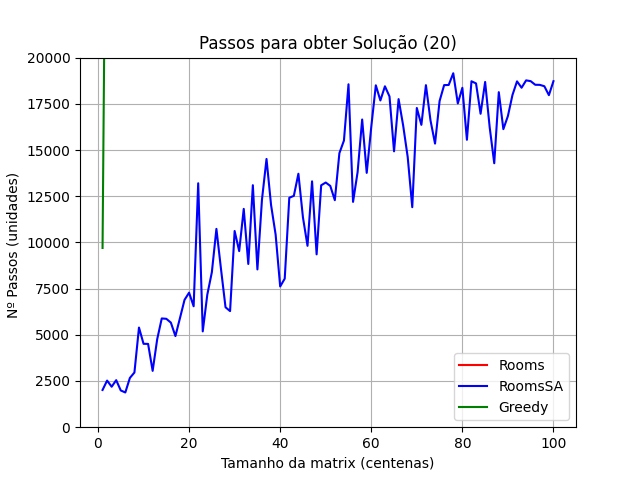 Passos para obter Solução (20)
20000
17500
15000
12500
10000
7500
5000
2500
0
Nº Passos (unidades)
0 20 40 60 80 100
Tamanho da matrix (centenas)
Rooms
RoomsSA
Greedy